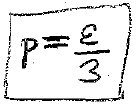 p = ε/3